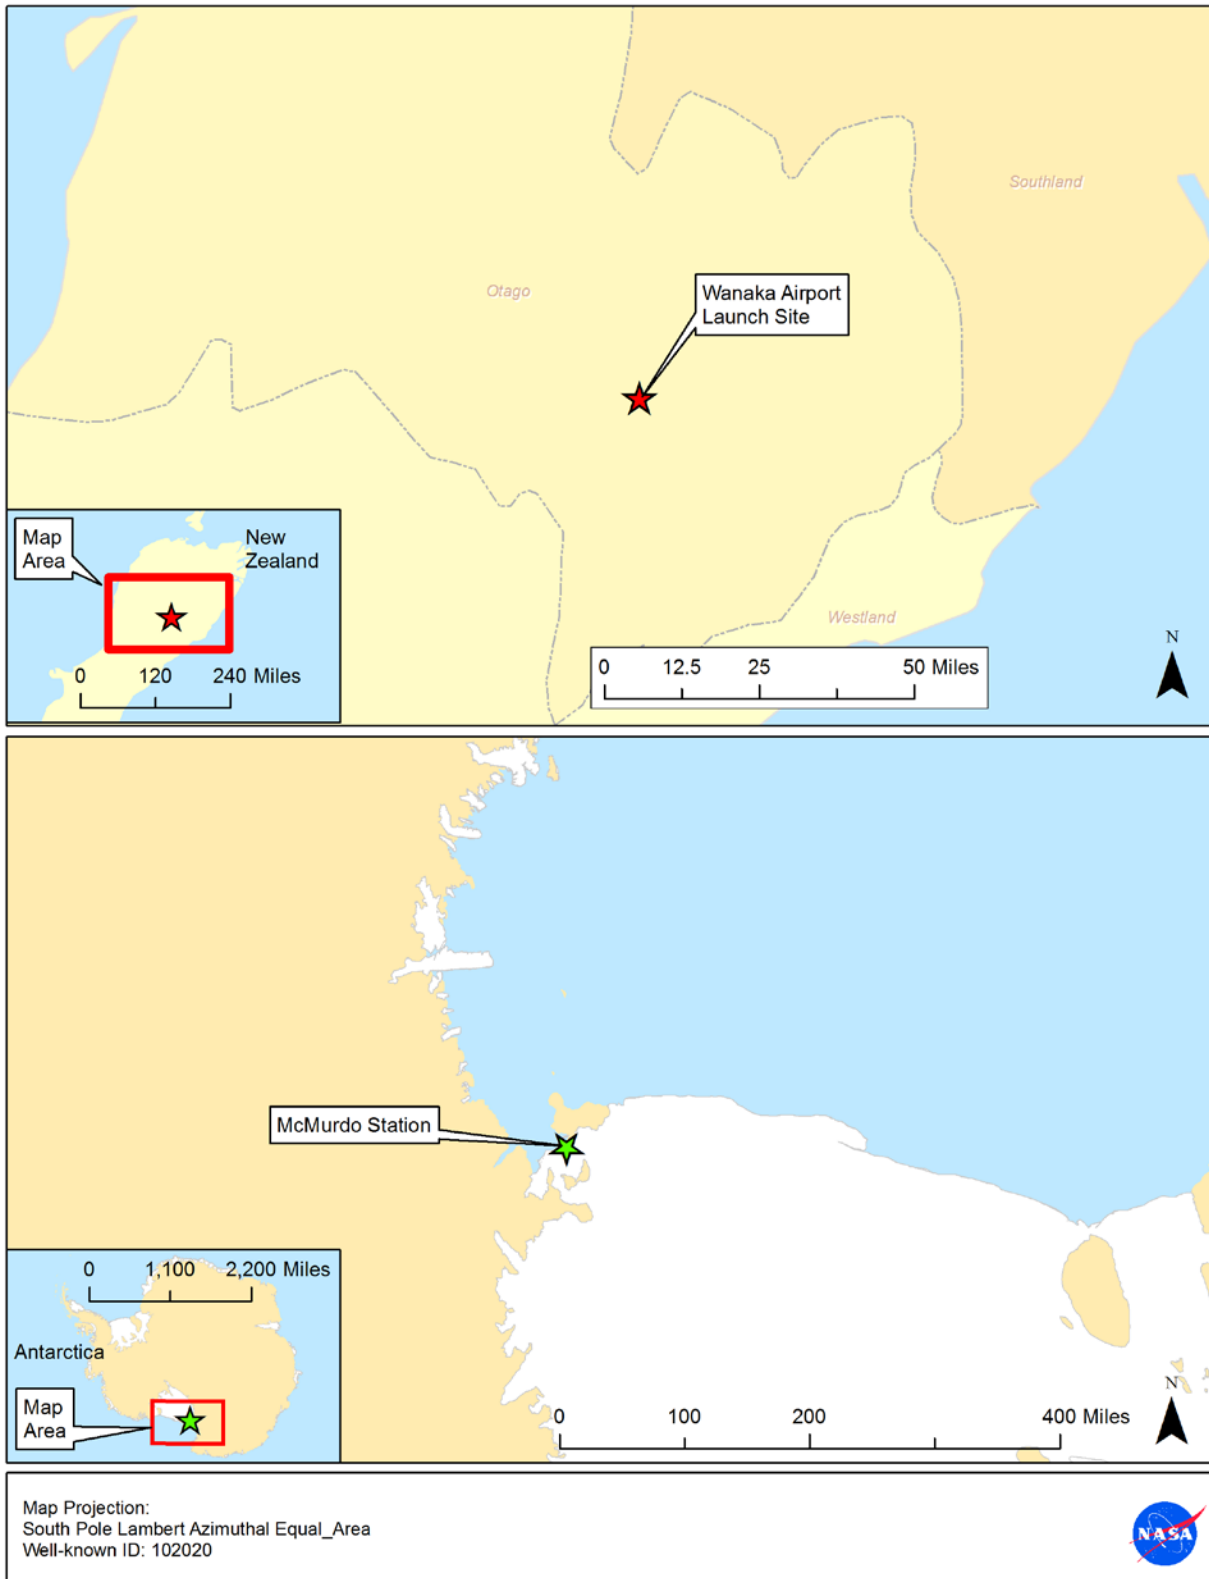 Southland
Otago
Wanaka Airport
Launch Site
Map
Area
New
Zealand
0 120 240 Miles
Westland
0 12.5 25 50 Miles
N
McMurdo Station
0 1,100 2,200 Miles
Antarctica
Map
Area
0 100 200 400 Miles
N
Map Projection:
South Pole Lambert Azimuthal Equal_Area
Well-known ID: 102020
NASA